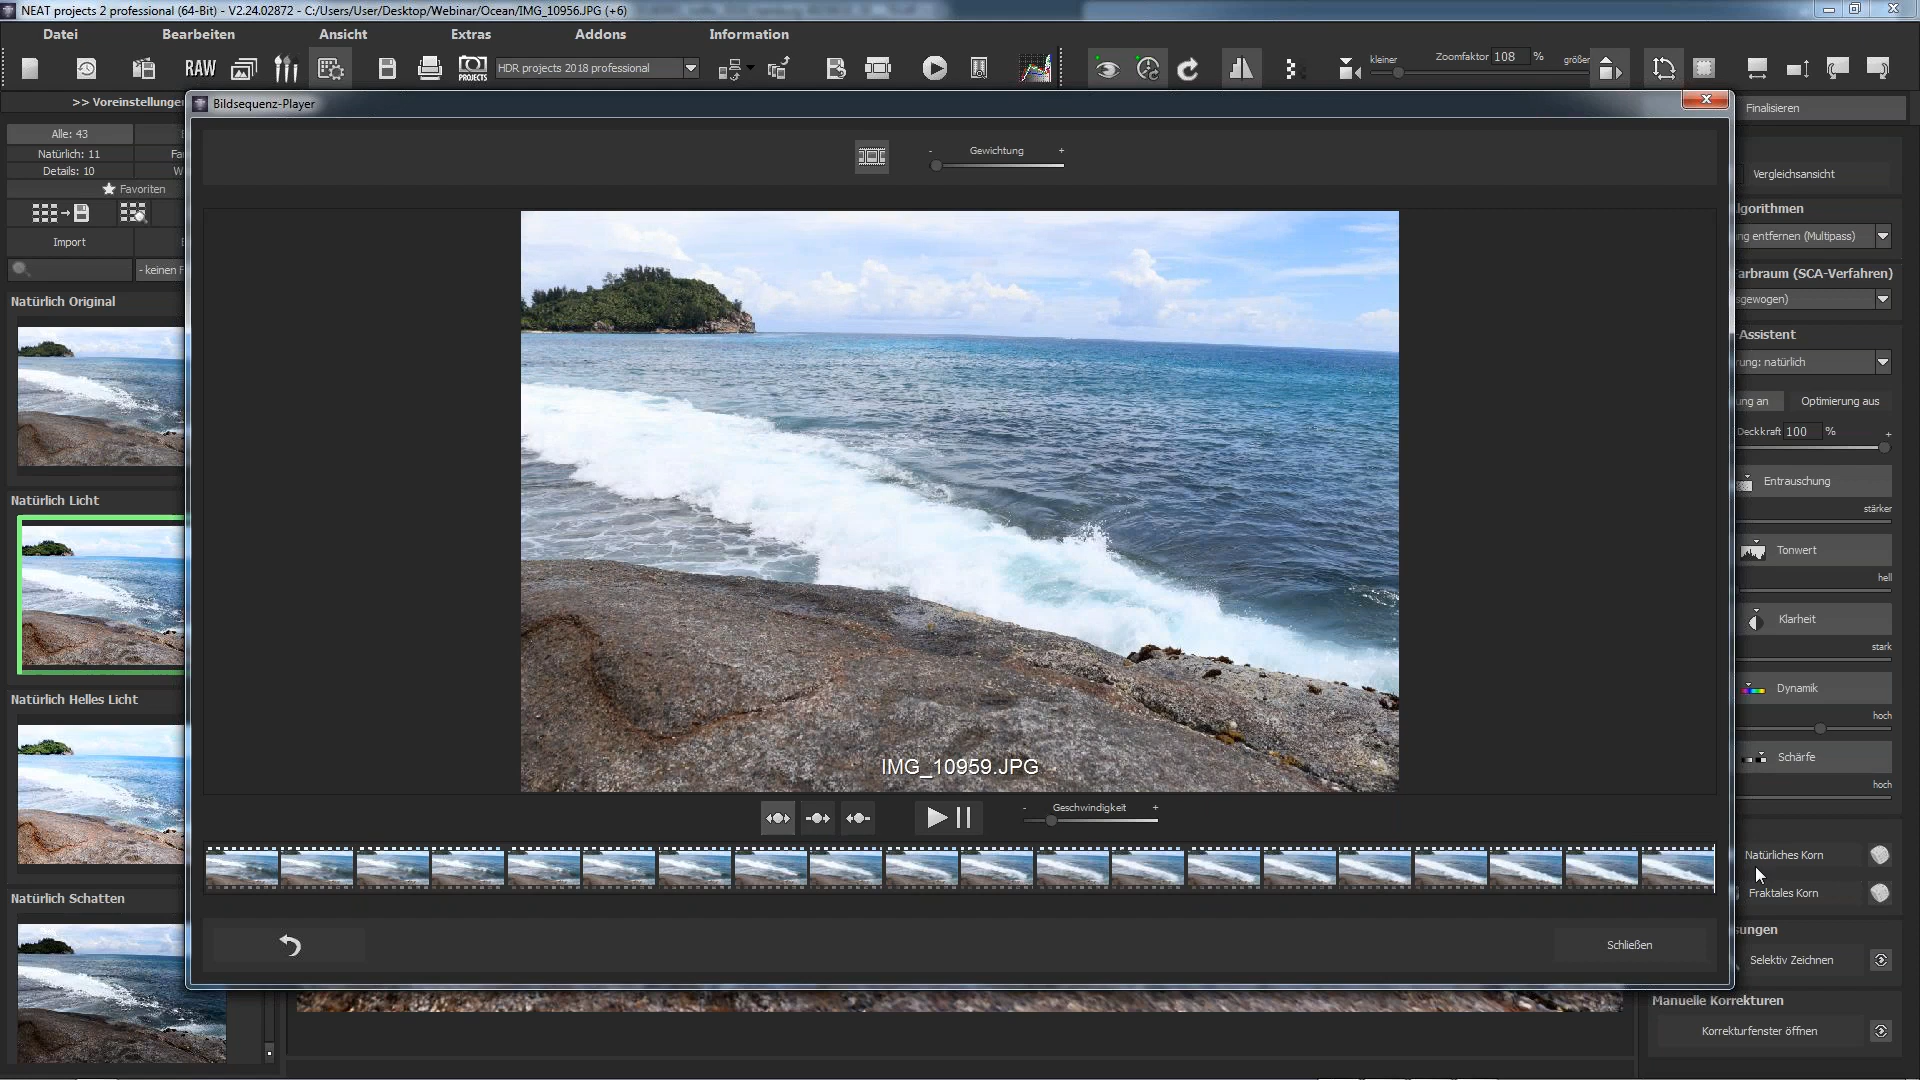 NEAT projects 2 professional (64-Bit) - V2.24.02872 - C:/Users/User/Desktop/Webinar/Ocean/IMG_10956.JPG (+6)
Datei Bearbeiten Ansicht Extras Addons Information
RAW PROJECTS HDR projects 2018 professional kleiner Zoomfaktor 108 % größer
>> Voreinstellungen
Bildsequenz-Player
Finalisieren
Alle: 43
Natürlich: 11
Details: 10
Favoriten
Import
- keinen F
Natürlich Original
Natürlich Licht
Natürlich Helles Licht
Natürlich Schatten
- Gewichtung +
IMG_10959.JPG
- Geschwindigkeit +
Schließen
Vergleichsansicht
lgorithmen
ng entfernen (Multipass)
arbraum (SCA-Verfahren)
sgewogen)
-Assistent
rung: natürlich
ung an Optimierung aus
Deckkraft 100 %
+
Entrauschung
stärker
Tonwert
hell
Klarheit
stark
Dynamik
hoch
Schärfe
hoch
Natürliches Korn
Fraktales Korn
sungen
Selektiv Zeichnen
Manuelle Korrekturen
Korrekturfenster öffnen